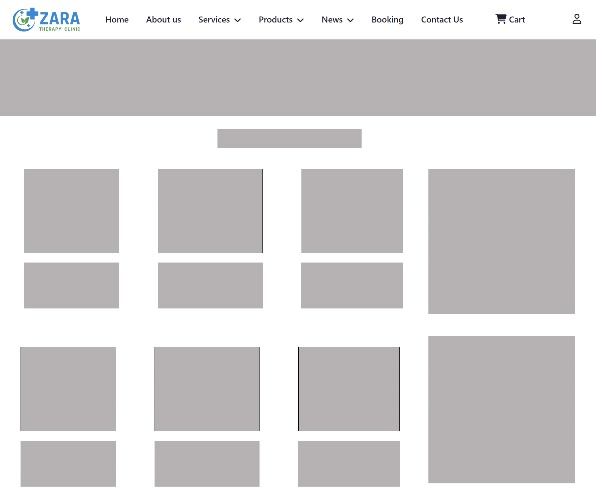 ZARA
THERAPY CLINIC
Home About us Services Products News Booking Contact Us Cart